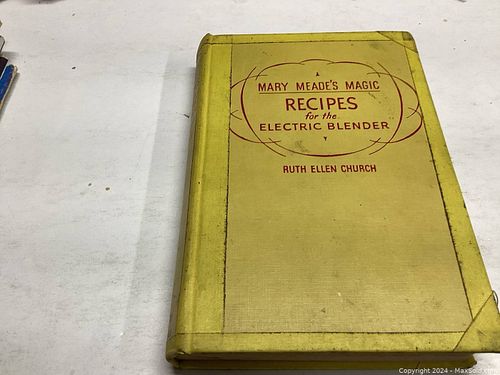 MARY MEADE'S MAGIC
RECIPES
for the
ELECTRIC BLENDER
RUTH ELLEN CHURCH
Copyright 2024 - MaxSold.com